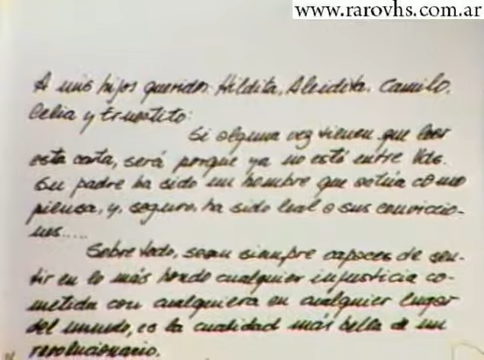 www.rarovhs.com.ar
A mis hijos queridos: Hildita, Aleidita, Camilo,
Celia y Ernestito:
Si alguna vez tienen que leer
esta carta, será porque ya no esté entre Uds.
Su padre ha sido un hombre que actúa como
piensa, y, seguro, ha sido leal a sus conviccio-
nes.....
Sobre todo, sean siempre capaces de sen-
tir en lo más hondo cualquier injusticia co-
metida con cualquiera en cualquier lugar
del mundo, es la cualidad más bella de un
revolucionario.